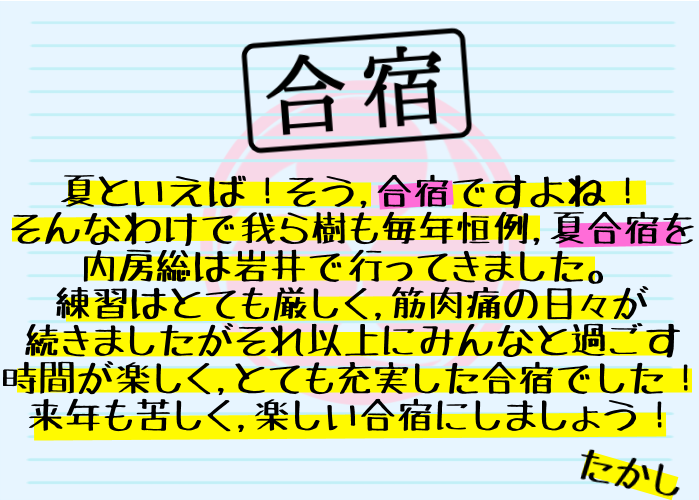 合宿
夏といえば！そう,合宿ですよね！
そんなわけで我ら樹も毎年恒例,夏合宿を
内房総は岩井で行ってきました。
練習はとても厳しく,筋肉痛の日々が
続きましたがそれ以上にみんなと過ごす
時間が楽しく,とても充実した合宿でした！
来年も苦しく,楽しい合宿にしましょう！
たかし